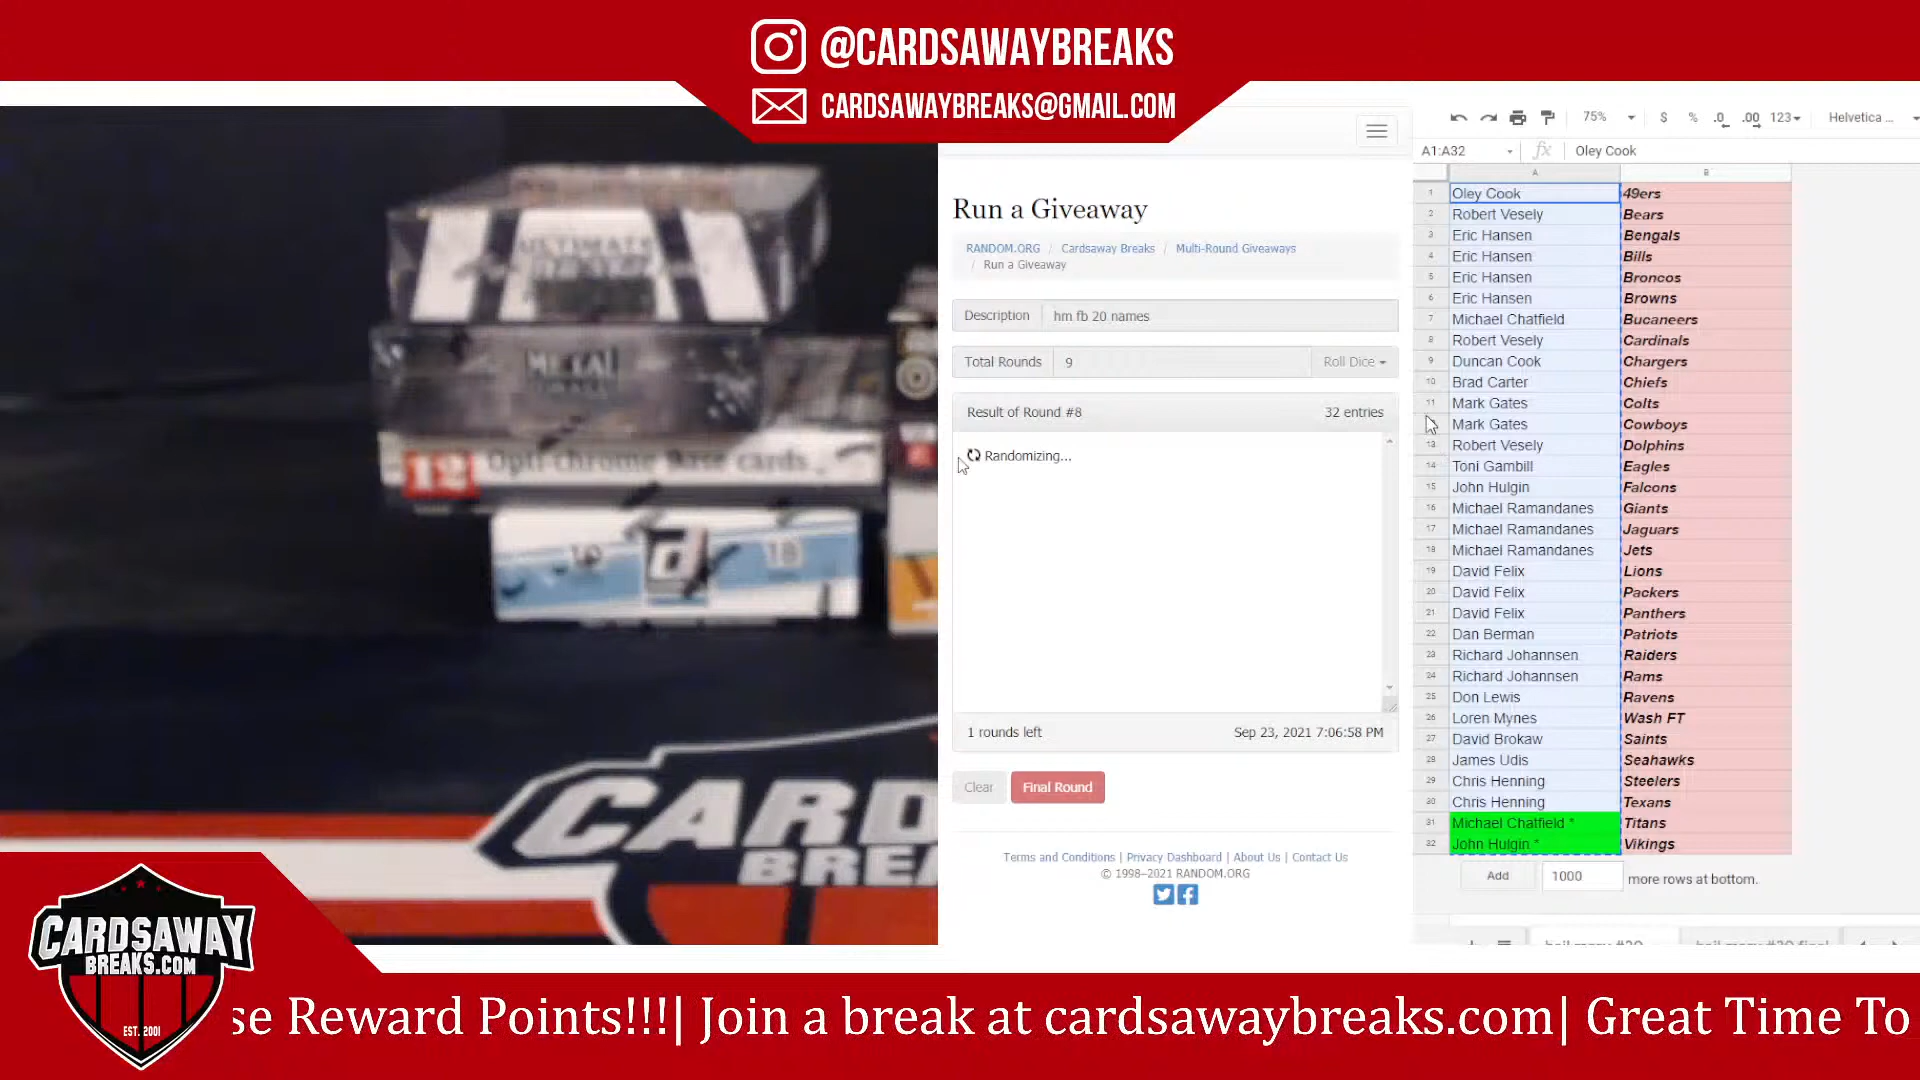 @CARDSAWAYBREAKS
CARDSAWAYBREAKS@GMAIL.COM
ULTIMATE
METAL
12 Opti-chrome Base cards
d
18
CARDS
BRE
Run a Giveaway
RANDOM.ORG / Cardsaway Breaks / Multi-Round Giveaways
/ Run a Giveaway
Description hm fb 20 names
Total Rounds 9 Roll Dice
Result of Round #8 32 entries
Randomizing...
1 rounds left Sep 23, 2021 7:06:58 PM
Clear Final Round
Terms and Conditions | Privacy Dashboard | About Us | Contact Us
© 1998–2021 RANDOM.ORG
75% $ % .0 .00 123 Helvetica ...
A1:A32 fx Oley Cook
A B
1 Oley Cook 49ers
2 Robert Vesely Bears
3 Eric Hansen Bengals
4 Eric Hansen Bills
5 Eric Hansen Broncos
6 Eric Hansen Browns
7 Michael Chatfield Bucaneers
8 Robert Vesely Cardinals
9 Duncan Cook Chargers
10 Brad Carter Chiefs
11 Mark Gates Colts
Mark Gates Cowboys
13 Robert Vesely Dolphins
14 Toni Gambill Eagles
15 John Hulgin Falcons
16 Michael Ramandanes Giants
17 Michael Ramandanes Jaguars
18 Michael Ramandanes Jets
19 David Felix Lions
20 David Felix Packers
21 David Felix Panthers
22 Dan Berman Patriots
23 Richard Johannsen Raiders
24 Richard Johannsen Rams
25 Don Lewis Ravens
26 Loren Mynes Wash FT
27 David Brokaw Saints
28 James Udis Seahawks
29 Chris Henning Steelers
30 Chris Henning Texans
31 Michael Chatfield * Titans
32 John Hulgin * Vikings
Add 1000 more rows at bottom.
CARDSAWAY
BREAKS.COM
EST. 2001
se Reward Points!!!| Join a break at cardsawaybreaks.com| Great Time To